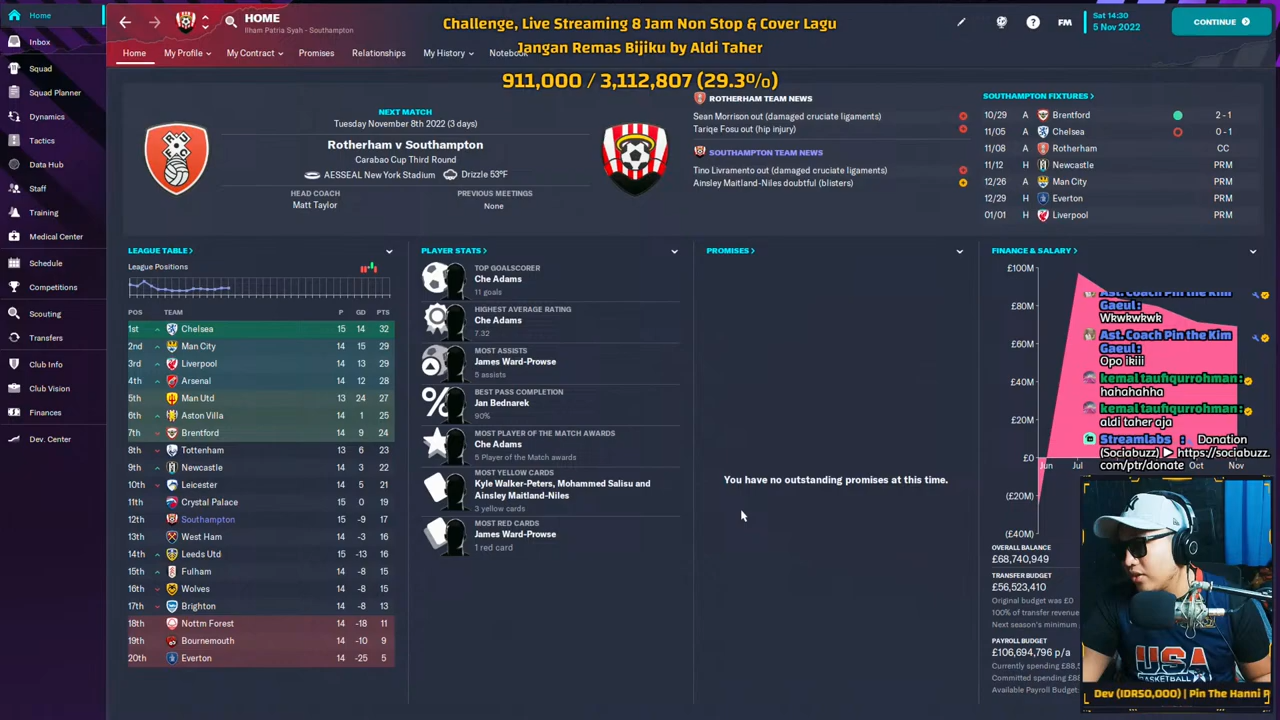 Home
Inbox
Squad
Squad Planner
Dynamics
Tactics
Data Hub
Staff
Training
Medical Center
Schedule
Competitions
Scouting
Transfers
Club Info
Club Vision
Finances
Dev. Center
HOME
Ilham Patria Syah - Southampton
Challenge, Live Streaming 8 Jam Non Stop & Cover Lagu
Jangan Remas Bijiku by Aldi Taher
911,000 / 3,112,807 (29.3%)
FM
Sat 14:30
5 Nov 2022
CONTINUE
Home
My Profile
My Contract
Promises
Relationships
My History
Notebook
NEXT MATCH
Tuesday November 8th 2022 (3 days)
Rotherham v Southampton
Carabao Cup Third Round
AESSEAL New York Stadium
Drizzle 53°F
HEAD COACH
Matt Taylor
PREVIOUS MEETINGS
None
ROTHERHAM TEAM NEWS
Sean Morrison out (damaged cruciate ligaments)
Tariqe Fosu out (hip injury)
SOUTHAMPTON TEAM NEWS
Tino Livramento out (damaged cruciate ligaments)
Ainsley Maitland-Niles doubtful (blisters)
SOUTHAMPTON FIXTURES >
10/29 A Brentford 2 - 1
11/05 A Chelsea 0 - 1
11/08 A Rotherham CC
11/12 H Newcastle PRM
12/26 A Man City PRM
12/29 H Everton PRM
01/01 H Liverpool PRM
LEAGUE TABLE >
League Positions
POS TEAM P GD PTS
1st Chelsea 15 14 32
2nd Man City 14 15 29
3rd Liverpool 14 13 29
4th Arsenal 14 12 28
5th Man Utd 13 24 27
6th Aston Villa 14 1 25
7th Brentford 14 9 24
8th Tottenham 13 6 23
9th Newcastle 14 3 22
10th Leicester 14 5 21
11th Crystal Palace 15 0 19
12th Southampton 15 -9 17
13th West Ham 14 -3 16
14th Leeds Utd 15 -13 16
15th Fulham 14 -8 15
16th Wolves 14 -8 15
17th Brighton 14 -8 13
18th Nottm Forest 14 -18 11
19th Bournemouth 14 -10 9
20th Everton 14 -25 5
PLAYER STATS >
TOP GOALSCORER
Che Adams
11 goals
HIGHEST AVERAGE RATING
Che Adams
7.32
MOST ASSISTS
James Ward-Prowse
5 assists
BEST PASS COMPLETION
Jan Bednarek
90%
MOST PLAYER OF THE MATCH AWARDS
Che Adams
5 Player of the Match awards
MOST YELLOW CARDS
Kyle Walker-Peters, Mohammed Salisu and
Ainsley Maitland-Niles
3 yellow cards
MOST RED CARDS
James Ward-Prowse
1 red card
PROMISES >
You have no outstanding promises at this time.
FINANCE & SALARY >
£100M
£80M
£60M
£40M
£20M
£0
(£20M)
(£40M)
Jun
Jul
Oct
Nov
Ast. Coach Pin the Kim
Gaeul :
Wkwkwkwk
Ast. Coach Pin the Kim
Gaeul :
Opo ikiii
kemal taufiqurrohman :
hahahahha
kemal taufiqurrohman :
aldi taher aja
Streamlabs : Donation
(Sociabuzz) ► https://sociabuzz.
com/ptr/donate
OVERALL BALANCE
£68,740,949
TRANSFER BUDGET
£56,523,410
Original budget was £0
100% of transfer revenue
Next season's minimum
PAYROLL BUDGET
£106,694,796 p/a
Currently spending £88,5
Committed spending £88
Available Payroll Budget:
USA
BASKETBALL
Dev (IDR50,000) | Pin The Hanni P